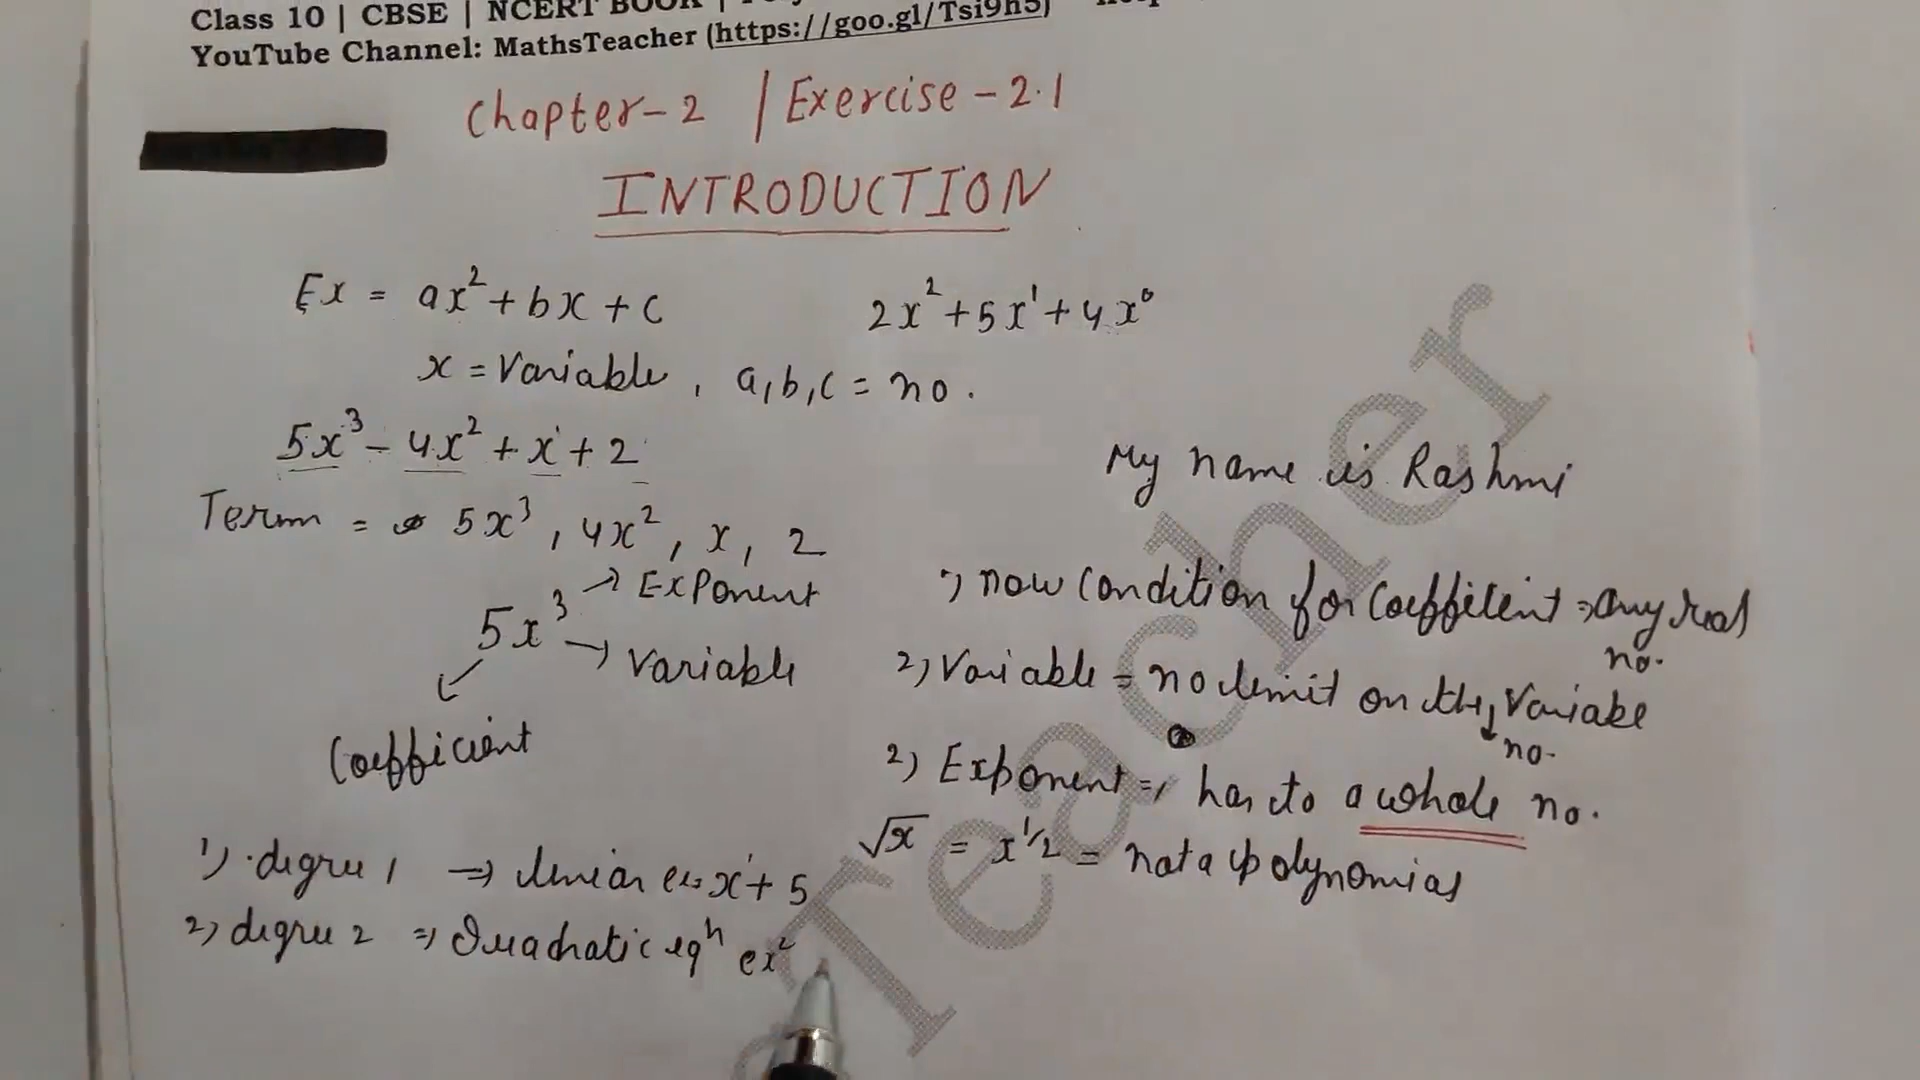 Class 10 | CBSE | NCERT BOOK |
YouTube Channel: MathsTeacher (https://goo.gl/Tsi9h5)
Chapter-2 | Exercise-2.1
INTRODUCTION
Ex = ax² + bx + c
2x² + 5x¹ + 4x⁰
x = Variable, a,b,c = no.
5x³ - 4x² + x + 2
My name is Rashmi
Term = 5x³, 4x², x, 2
5x³ → Exponent
→ Variable
Coefficient
1) now condition for Coefficient => any real no.
2) Variable = no limit on the Variable
no.
2) Exponent => has to a whole no.
√x = x^1/2 = not a polynomial
1) degree 1 => linear x + 5
2) degree 2 => Quadratic eqⁿ ex²
Teacher